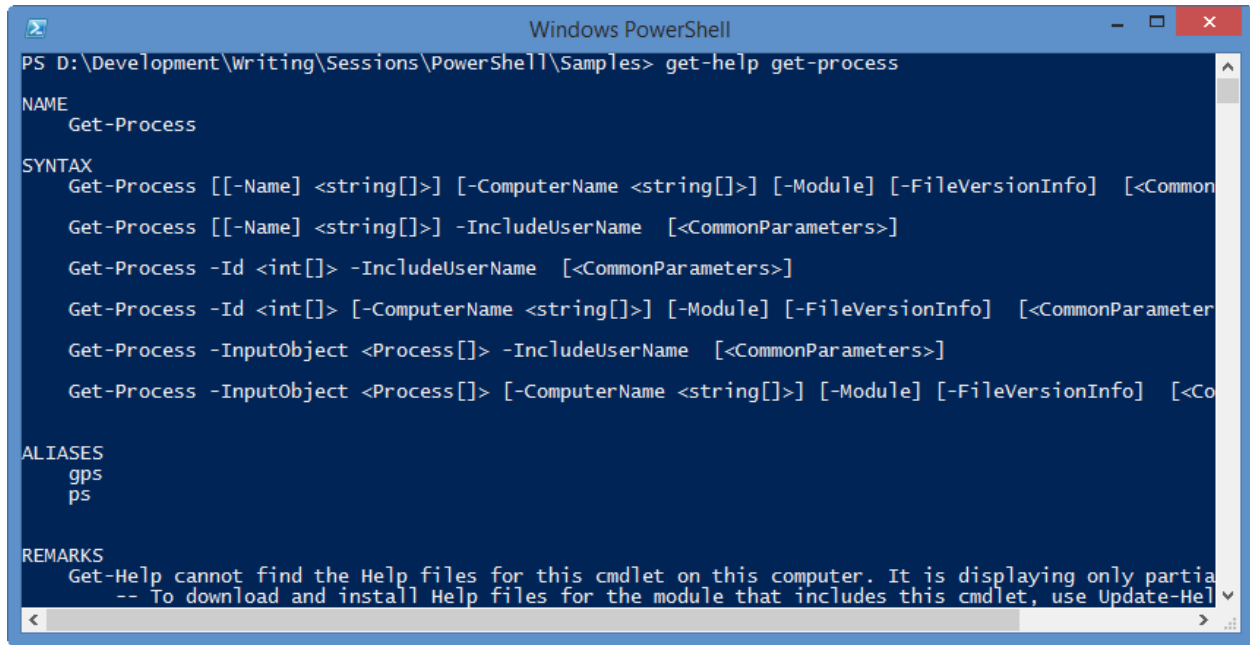 Windows PowerShell
PS D:\Development\Writing\Sessions\PowerShell\Samples> get-help get-process
NAME
Get-Process
SYNTAX
Get-Process [[-Name] <string[]>] [-ComputerName <string[]>] [-Module] [-FileVersionInfo]  [<Common
Get-Process [[-Name] <string[]>] -IncludeUserName  [<CommonParameters>]
Get-Process -Id <int[]> -IncludeUserName  [<CommonParameters>]
Get-Process -Id <int[]> [-ComputerName <string[]>] [-Module] [-FileVersionInfo]  [<CommonParameter
Get-Process -InputObject <Process[]> -IncludeUserName  [<CommonParameters>]
Get-Process -InputObject <Process[]> [-ComputerName <string[]>] [-Module] [-FileVersionInfo]  [<Co
ALIASES
gps
ps
REMARKS
Get-Help cannot find the Help files for this cmdlet on this computer. It is displaying only partia
-- To download and install Help files for the module that includes this cmdlet, use Update-Hel